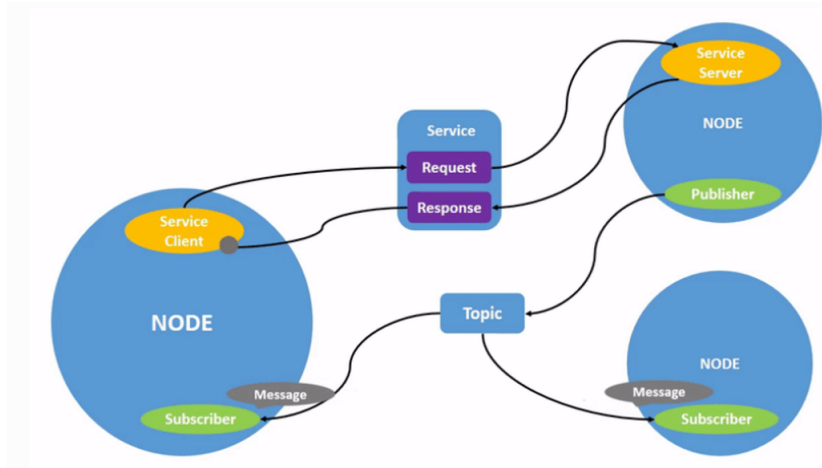 Service
Server
NODE
Publisher
Service
Request
Response
Service
Client
NODE
Message
Subscriber
Topic
NODE
Message
Subscriber